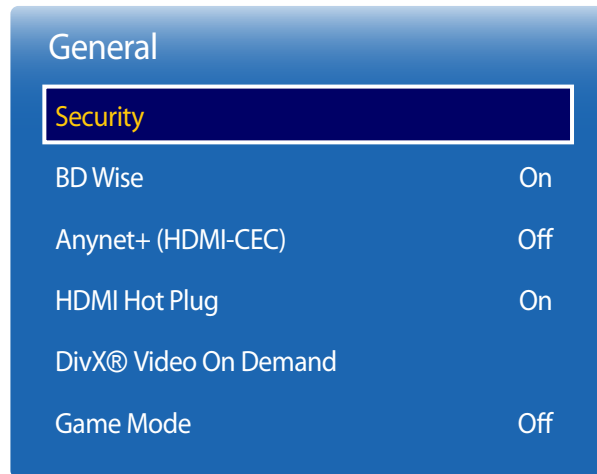 General
Security
BD Wise On
Anynet+ (HDMI-CEC) Off
HDMI Hot Plug On
DivX® Video On Demand
Game Mode Off